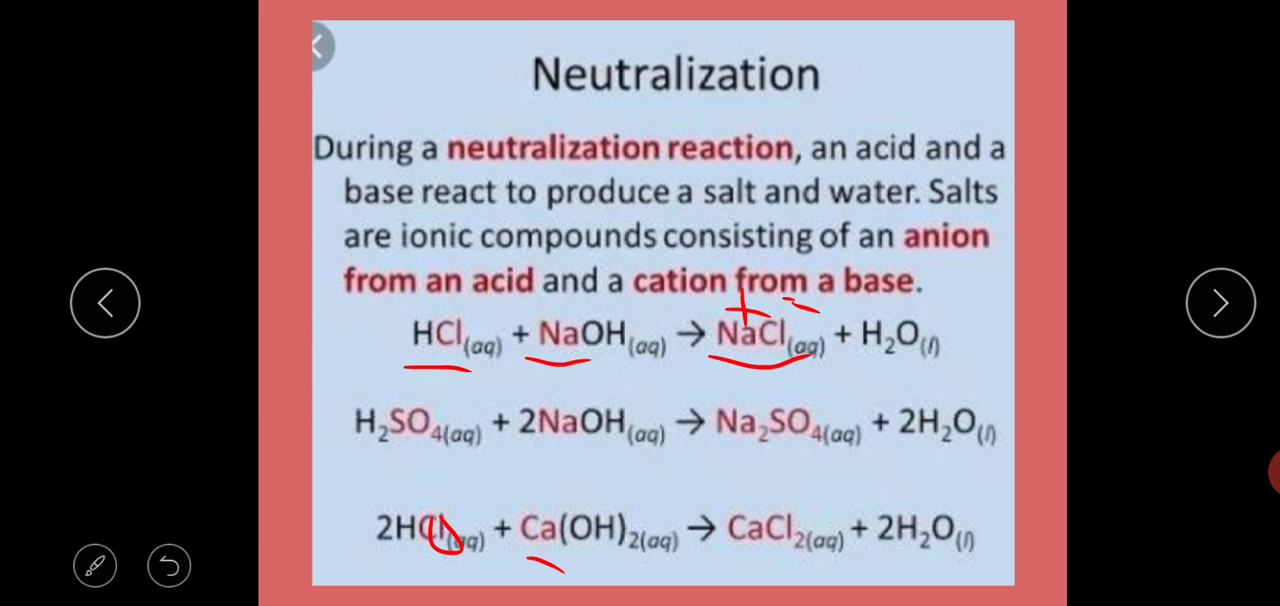 Neutralization
During a neutralization reaction, an acid and a
base react to produce a salt and water. Salts
are ionic compounds consisting of an anion
from an acid and a cation from a base.
HCl(aq) + NaOH(aq) → NaCl(aq) + H₂O(l)
H₂SO₄(aq) + 2NaOH(aq) → Na₂SO₄(aq) + 2H₂O(l)
2HCl(aq) + Ca(OH)₂(aq) → CaCl₂(aq) + 2H₂O(l)